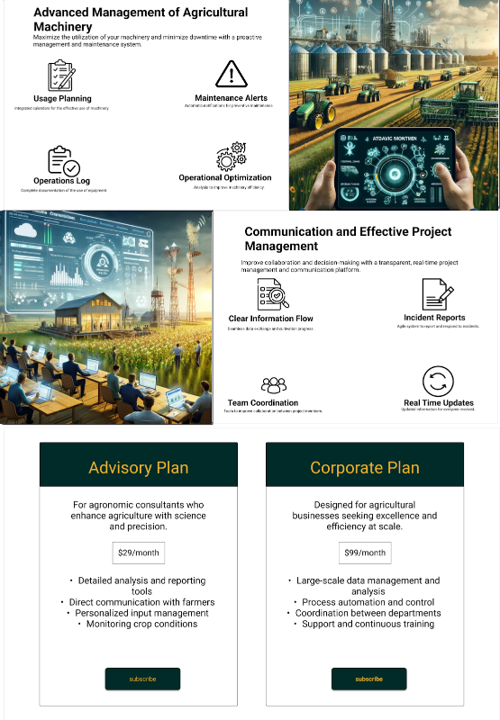 Advanced Management of Agricultural
Machinery
Maximize the utilization of your machinery and minimize downtime with a proactive
management and maintenance system.
Usage Planning
Integrated calendars for the effective use of machinery.
Maintenance Alerts
Automatic notifications for preventive maintenance.
Operations Log
Complete documentation of the use of equipment.
Operational Optimization
Analysis to improve machinery efficiency.
Communication and Effective Project
Management
Improve collaboration and decision-making with a transparent, real-time project
management and communication platform.
Clear Information Flow
Seamless data exchange and
Incident Reports
Agile system to report and respond to incidents.
Team Coordination
Tools to improve collaboration between project members.
Real Time Updates
Updated information for everyone involved.
Advisory Plan
For agronomic consultants who
enhance agriculture with science
and precision.
$29/month
• Detailed analysis and reporting
tools
• Direct communication with farmers
• Personalized input management
• Monitoring crop conditions
subscribe
Corporate Plan
Designed for agricultural
businesses seeking excellence and
efficiency at scale.
$99/month
• Large-scale data management and
analysis
• Process automation and control
• Coordination between departments
• Support and continuous training
subscribe